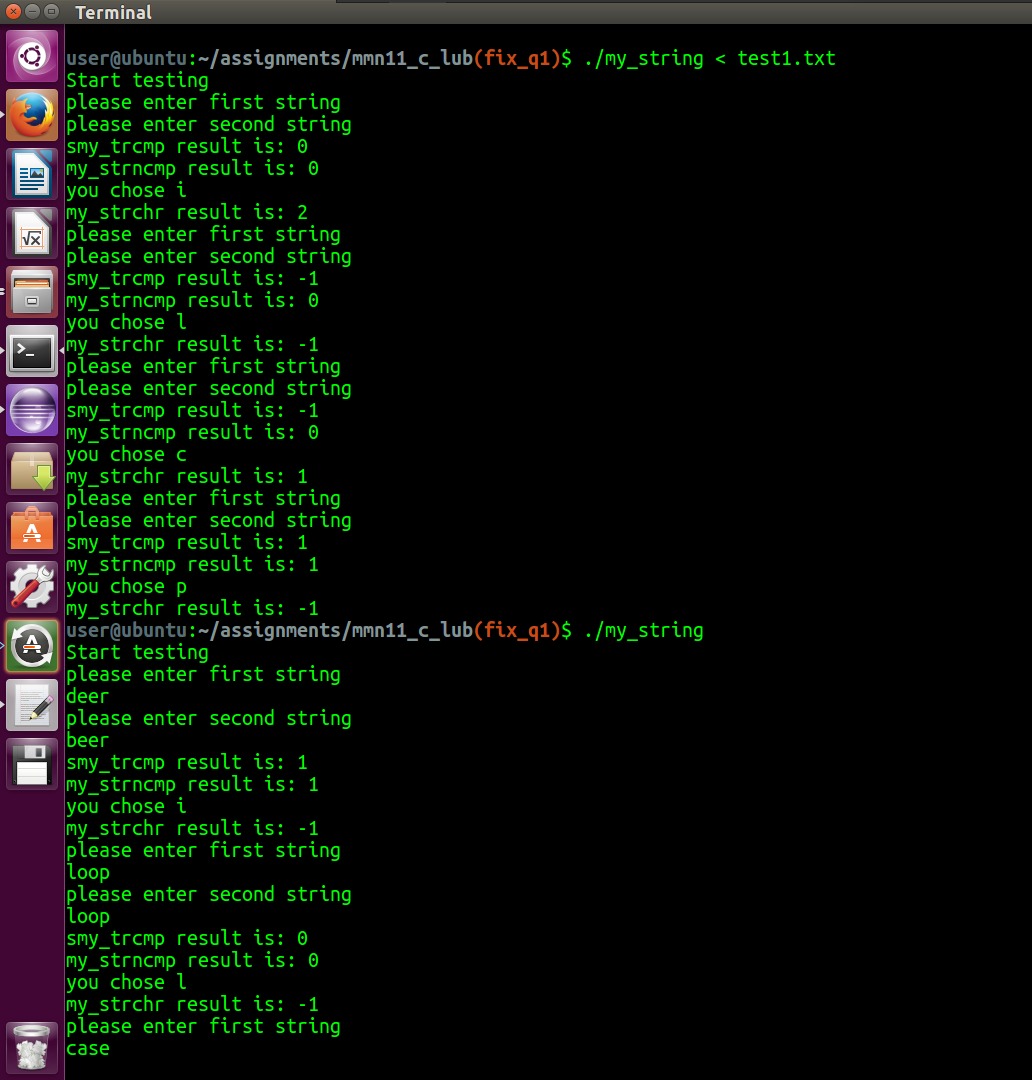 Terminal
user@ubuntu:~/assignments/mmn11_c_lub(fix_q1)$ ./my_string < test1.txt
Start testing
please enter first string
please enter second string
smy_trcmp result is: 0
my_strncmp result is: 0
you chose i
my_strchr result is: 2
please enter first string
please enter second string
smy_trcmp result is: -1
my_strncmp result is: 0
you chose l
my_strchr result is: -1
please enter first string
please enter second string
smy_trcmp result is: -1
my_strncmp result is: 0
you chose c
my_strchr result is: 1
please enter first string
please enter second string
smy_trcmp result is: 1
my_strncmp result is: 1
you chose p
my_strchr result is: -1
user@ubuntu:~/assignments/mmn11_c_lub(fix_q1)$ ./my_string
Start testing
please enter first string
deer
please enter second string
beer
smy_trcmp result is: 1
my_strncmp result is: 1
you chose i
my_strchr result is: -1
please enter first string
loop
please enter second string
loop
smy_trcmp result is: 0
my_strncmp result is: 0
you chose l
my_strchr result is: -1
please enter first string
case